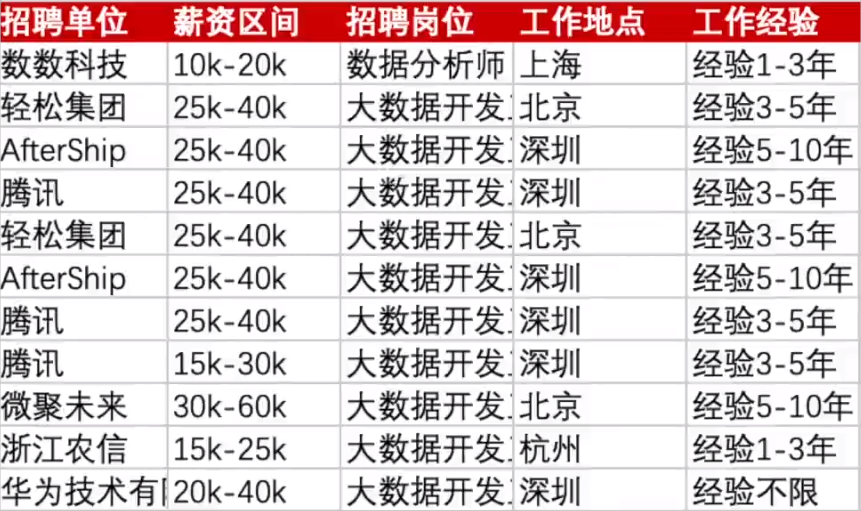 招聘单位 薪资区间 招聘岗位 工作地点 工作经验
数数科技 10k-20k 数据分析师 上海 经验1-3年
轻松集团 25k-40k 大数据开发 北京 经验3-5年
AfterShip 25k-40k 大数据开发 深圳 经验5-10年
腾讯 25k-40k 大数据开发 深圳 经验3-5年
轻松集团 25k-40k 大数据开发 北京 经验3-5年
AfterShip 25k-40k 大数据开发 深圳 经验5-10年
腾讯 25k-40k 大数据开发 深圳 经验3-5年
腾讯 15k-30k 大数据开发 深圳 经验3-5年
微聚未来 30k-60k 大数据开发 北京 经验5-10年
浙江农信 15k-25k 大数据开发 杭州 经验1-3年
华为技术有 20k-40k 大数据开发 深圳 经验不限